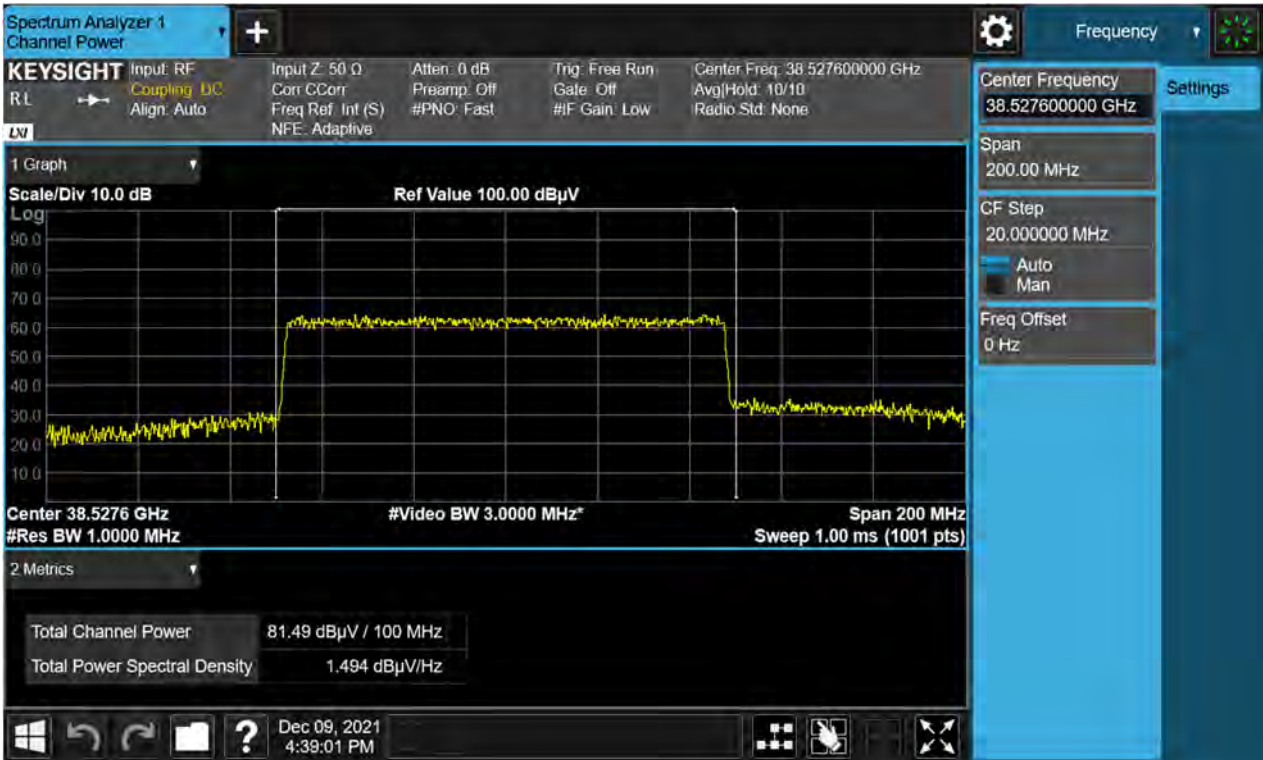 Spectrum Analyzer 1
Channel Power
+
Frequency
KEYSIGHT
RL
LXI
Input: RF
Coupling: DC
Align: Auto
Input Z: 50 Ω
Corr CCorr
Freq Ref: Int (S)
NFE: Adaptive
Atten: 0 dB
Preamp: Off
#PNO: Fast
Trig: Free Run
Gate: Off
#IF Gain: Low
Center Freq: 38.527600000 GHz
Avg|Hold: 10/10
Radio Std: None
Center Frequency
38.527600000 GHz
Settings
Span
200.00 MHz
CF Step
20.000000 MHz
Auto
Man
Freq Offset
0 Hz
1 Graph
Scale/Div 10.0 dB
Ref Value 100.00 dBµV
Log
90.0
80.0
70.0
60.0
50.0
40.0
30.0
20.0
10.0
Center 38.5276 GHz
#Video BW 3.0000 MHz*
Span 200 MHz
#Res BW 1.0000 MHz
Sweep 1.00 ms (1001 pts)
2 Metrics
Total Channel Power
81.49 dBµV / 100 MHz
Total Power Spectral Density
1.494 dBµV/Hz
?
Dec 09, 2021
4:39:01 PM